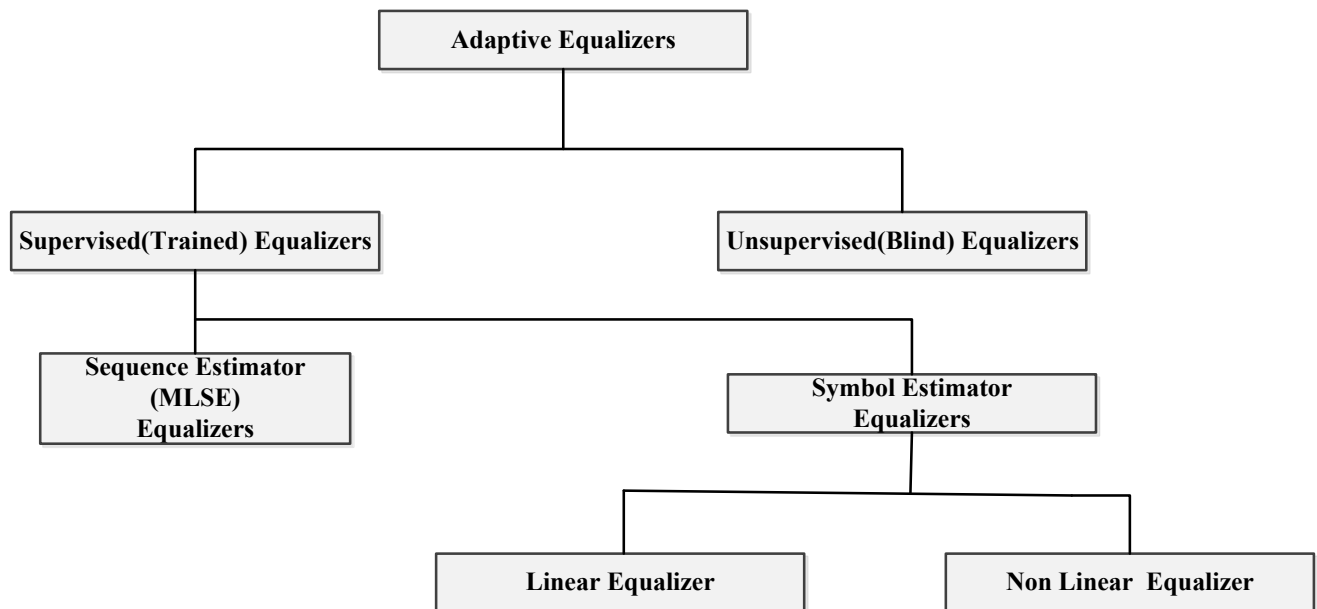 Adaptive Equalizers
Supervised(Trained) Equalizers
Unsupervised(Blind) Equalizers
Sequence Estimator
(MLSE)
Equalizers
Symbol Estimator
Equalizers
Linear Equalizer
Non Linear  Equalizer